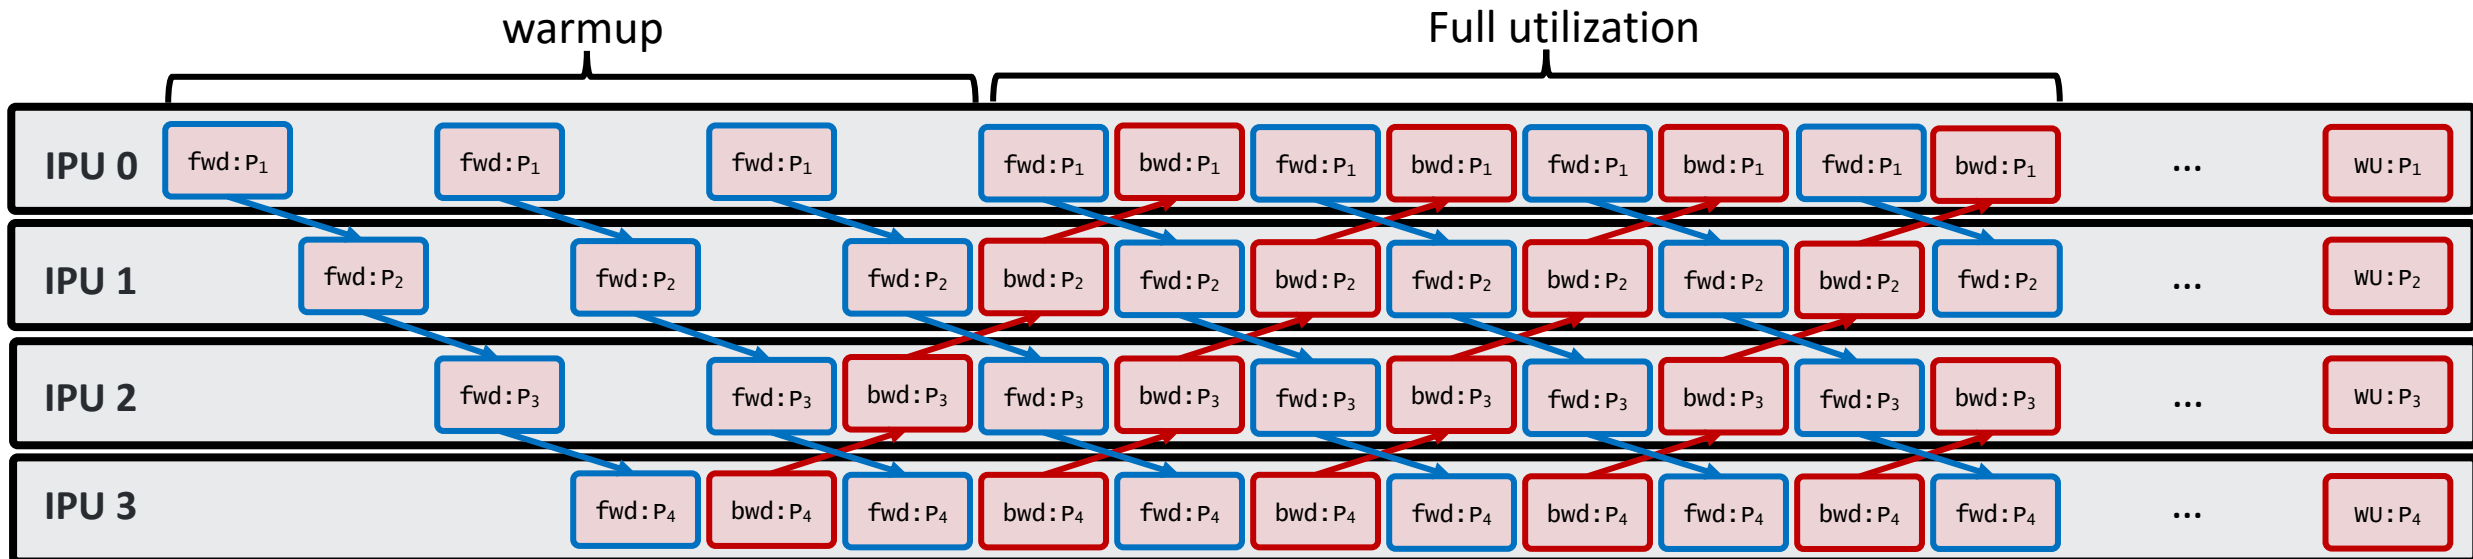 warmup Full utilization
IPU 0 fwd:P₁ fwd:P₁ fwd:P₁ fwd:P₁ bwd:P₁ fwd:P₁ bwd:P₁ fwd:P₁ bwd:P₁ fwd:P₁ bwd:P₁ ... WU:P₁
IPU 1 fwd:P₂ fwd:P₂ fwd:P₂ bwd:P₂ fwd:P₂ bwd:P₂ fwd:P₂ bwd:P₂ fwd:P₂ bwd:P₂ fwd:P₂ ... WU:P₂
IPU 2 fwd:P₃ fwd:P₃ bwd:P₃ fwd:P₃ bwd:P₃ fwd:P₃ bwd:P₃ fwd:P₃ bwd:P₃ fwd:P₃ bwd:P₃ ... WU:P₃
IPU 3 fwd:P₄ bwd:P₄ fwd:P₄ bwd:P₄ fwd:P₄ bwd:P₄ fwd:P₄ bwd:P₄ fwd:P₄ bwd:P₄ fwd:P₄ ... WU:P₄